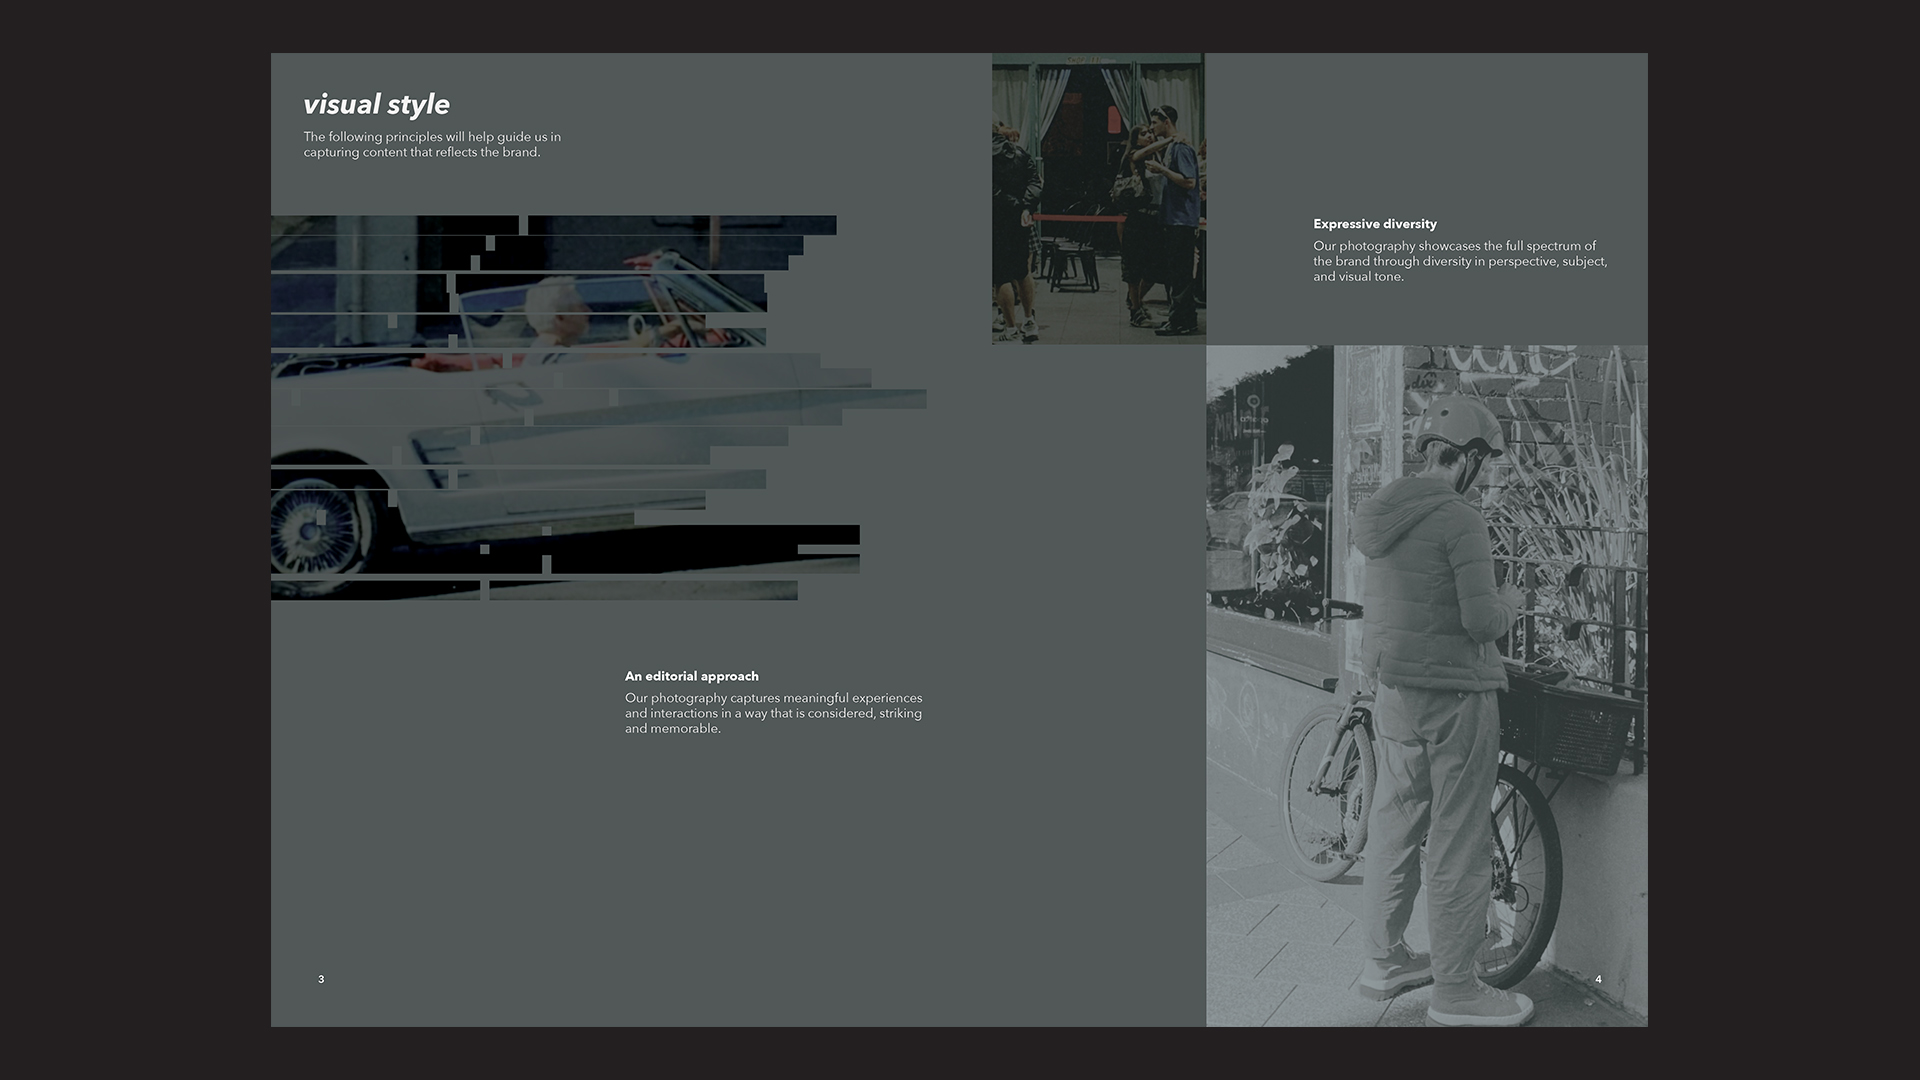 visual style
The following principles will help guide us in
capturing content that reflects the brand.
Expressive diversity
Our photography showcases the full spectrum of
the brand through diversity in perspective, subject,
and visual tone.
An editorial approach
Our photography captures meaningful experiences
and interactions in a way that is considered, striking
and memorable.
3
4